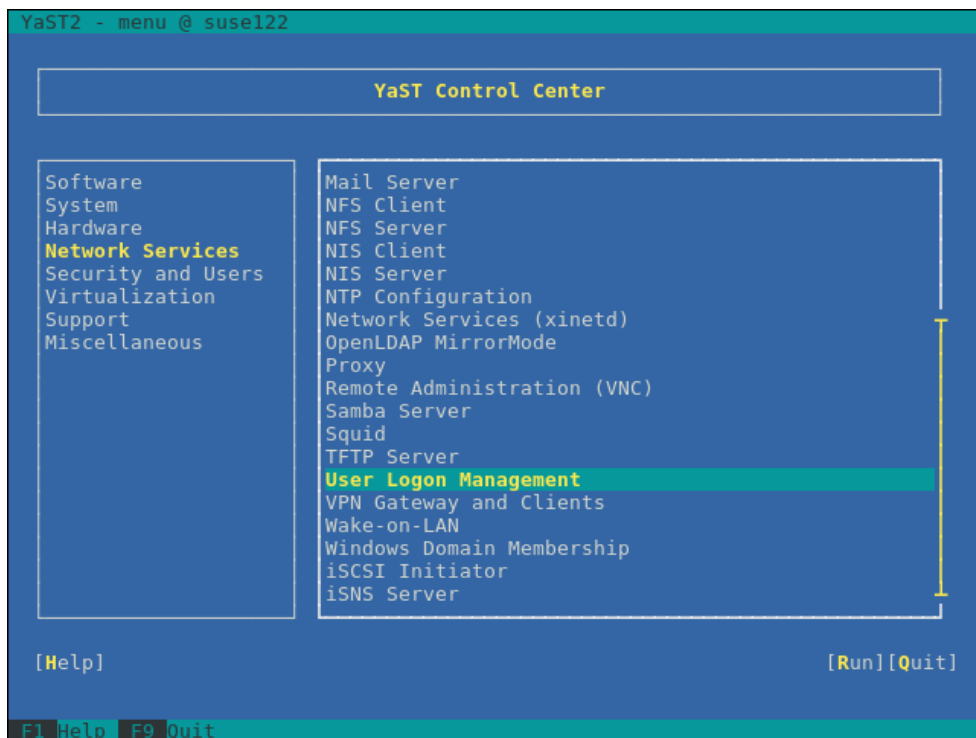 YaST2 - menu @ suse122
YaST Control Center
Software
System
Hardware
Network Services
Security and Users
Virtualization
Support
Miscellaneous
Mail Server
NFS Client
NFS Server
NIS Client
NIS Server
NTP Configuration
Network Services (xinetd)
OpenLDAP MirrorMode
Proxy
Remote Administration (VNC)
Samba Server
Squid
TFTP Server
User Logon Management
VPN Gateway and Clients
Wake-on-LAN
Windows Domain Membership
iSCSI Initiator
iSNS Server
[Help] [Run][Quit]
F1 Help F9 Quit